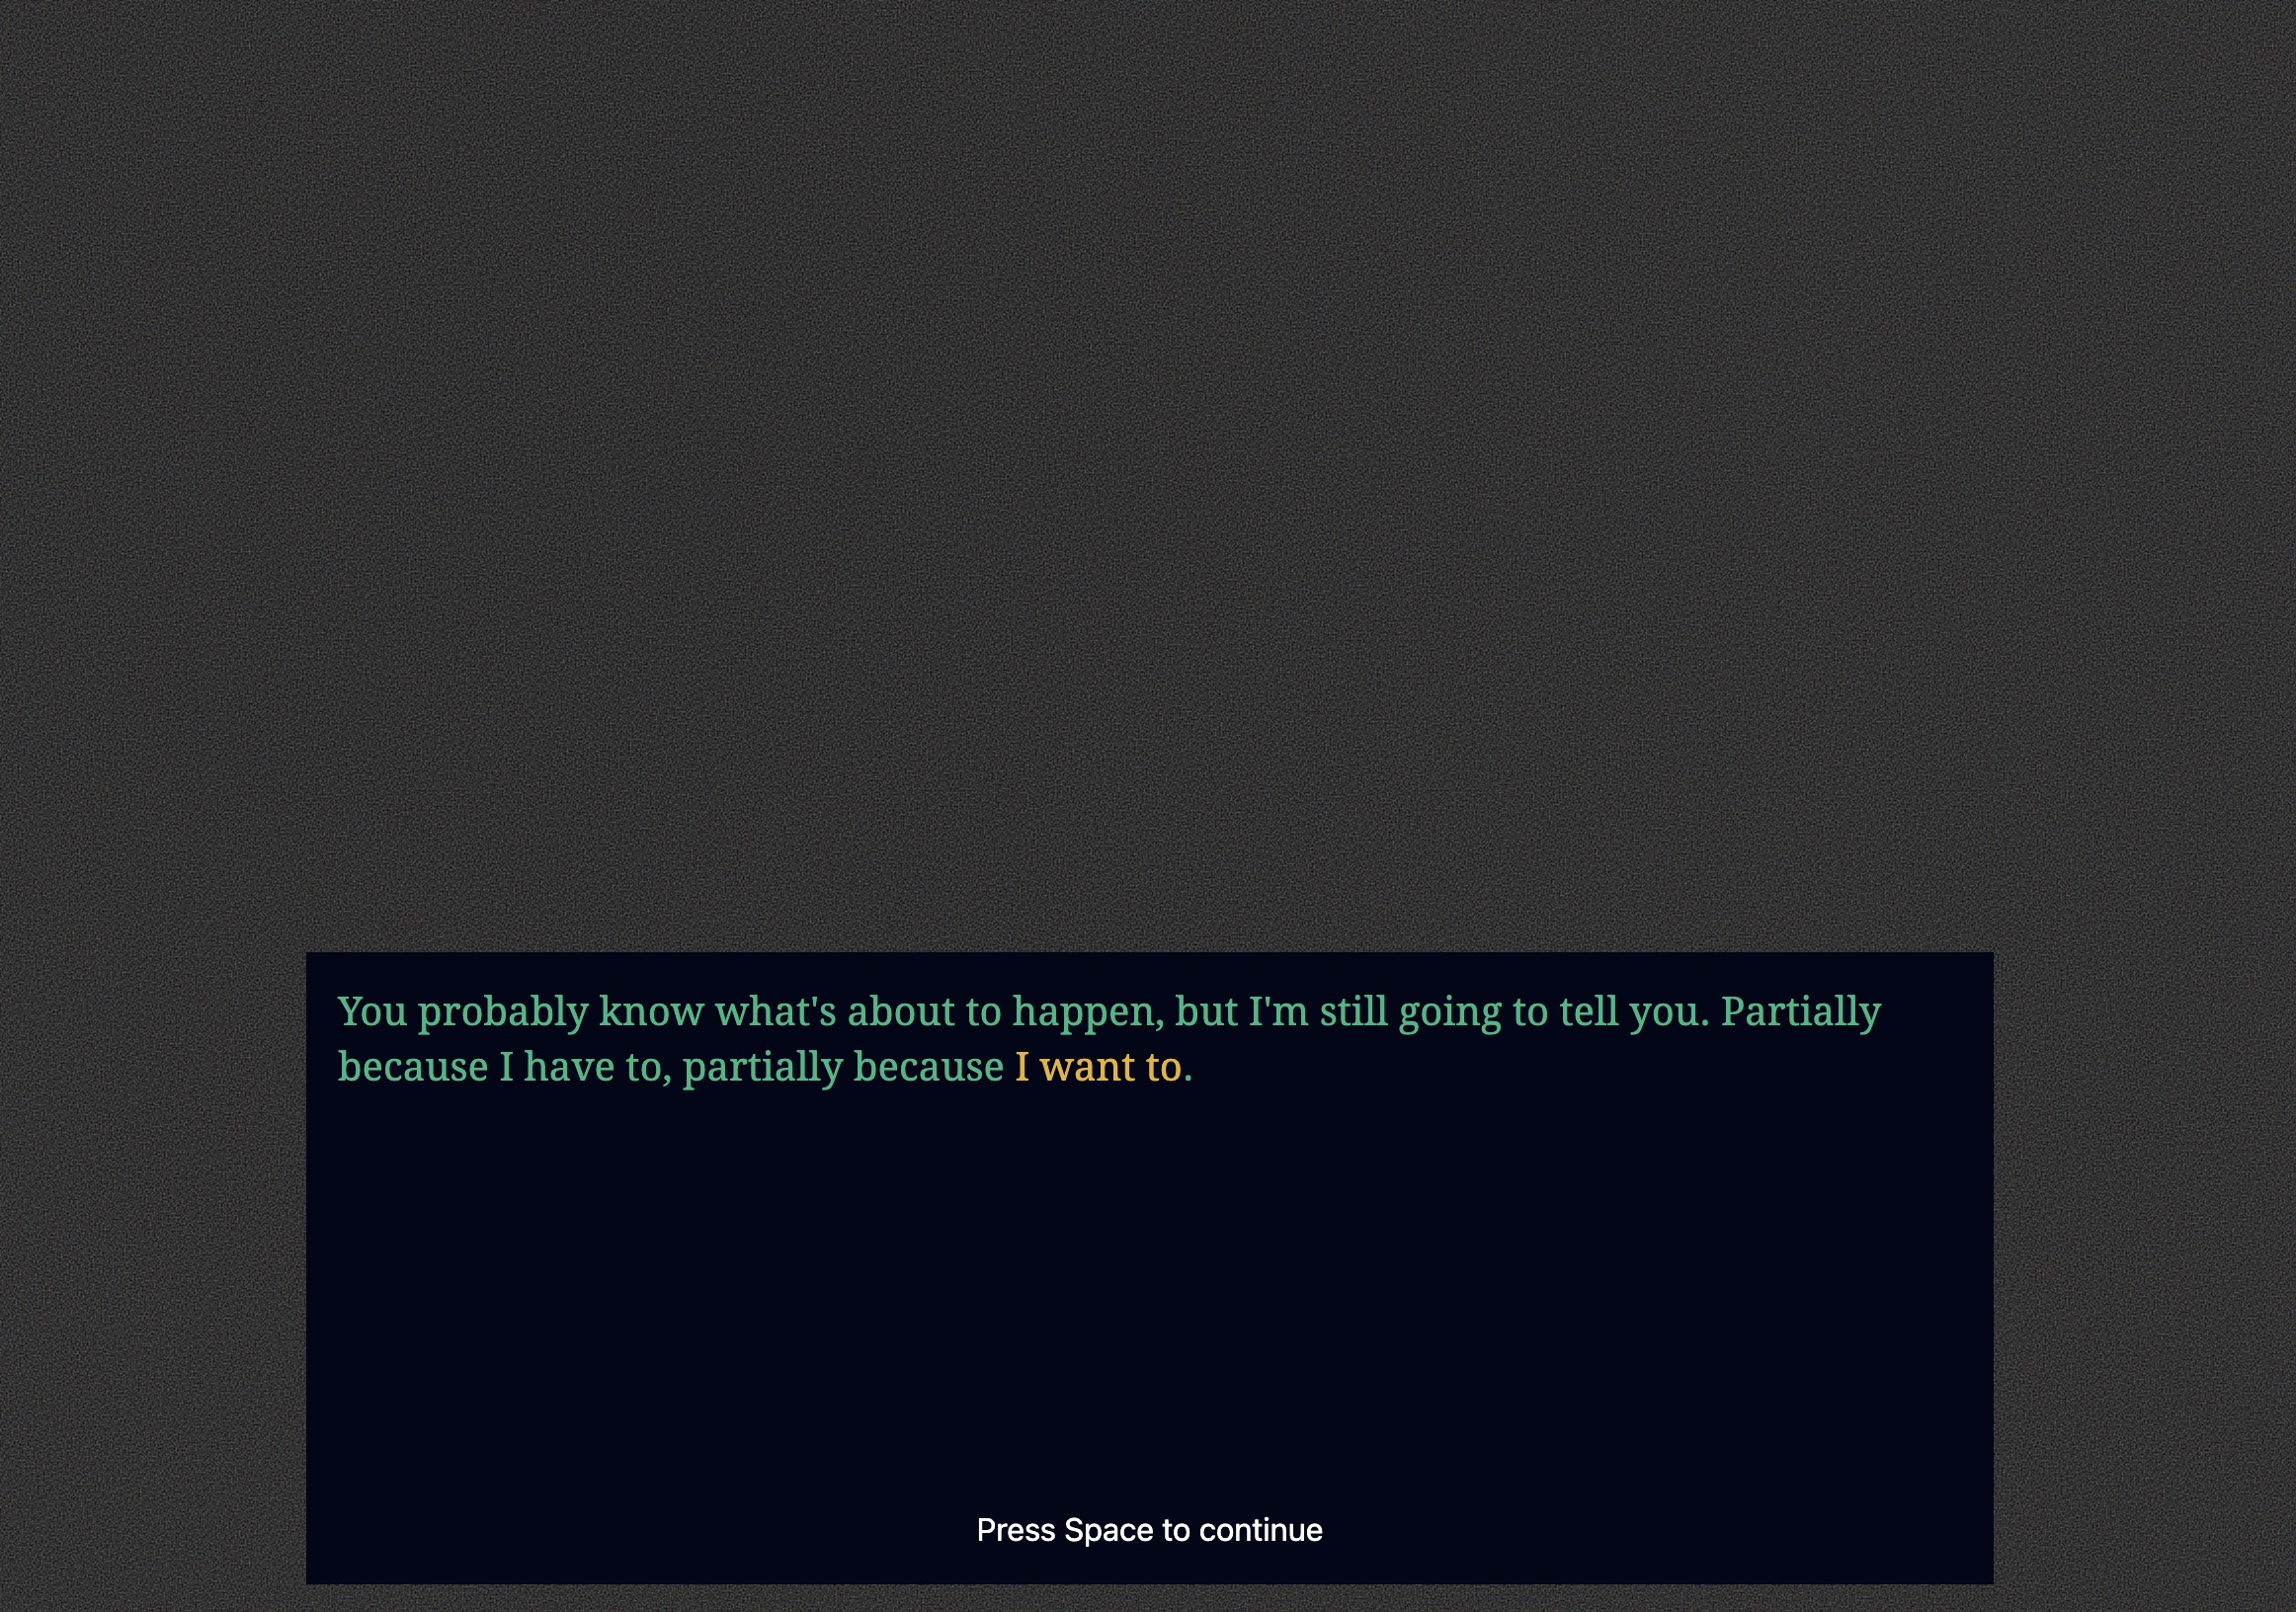 You probably know what's about to happen, but I'm still going to tell you. Partially
because I have to, partially because I want to.
Press Space to continue